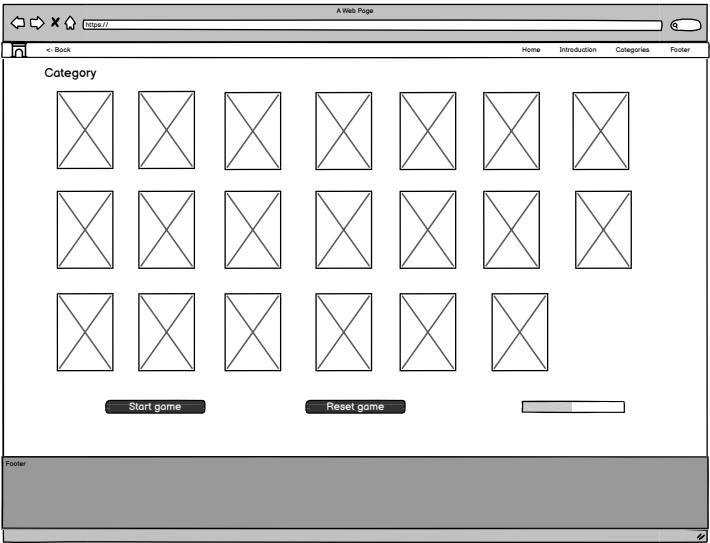 A Web Page
https://
<- Back
Home Introduction Categories Footer
Category
Start game Reset game
Footer